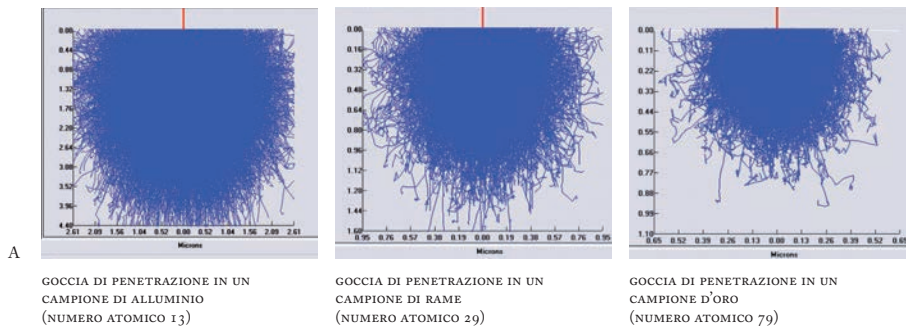 0.00
0.44
0.88
1.32
1.76
2.20
2.64
3.08
3.52
3.96
4.40
2.61 2.09 1.56 1.04 0.52 0.00 0.52 1.04 1.56 2.09 2.61
Microns
0.00
0.16
0.32
0.48
0.64
0.80
0.96
1.12
1.28
1.44
1.60
0.95 0.76 0.57 0.38 0.19 0.00 0.19 0.38 0.57 0.76 0.95
Microns
0.00
0.11
0.22
0.33
0.44
0.55
0.66
0.77
0.88
0.99
1.10
0.65 0.52 0.39 0.26 0.13 0.00 0.13 0.26 0.39 0.52 0.65
Microns
A
GOCCIA DI PENETRAZIONE IN UN
CAMPIONE DI ALLUMINIO
(NUMERO ATOMICO 13)
GOCCIA DI PENETRAZIONE IN UN
CAMPIONE DI RAME
(NUMERO ATOMICO 29)
GOCCIA DI PENETRAZIONE IN UN
CAMPIONE D'ORO
(NUMERO ATOMICO 79)